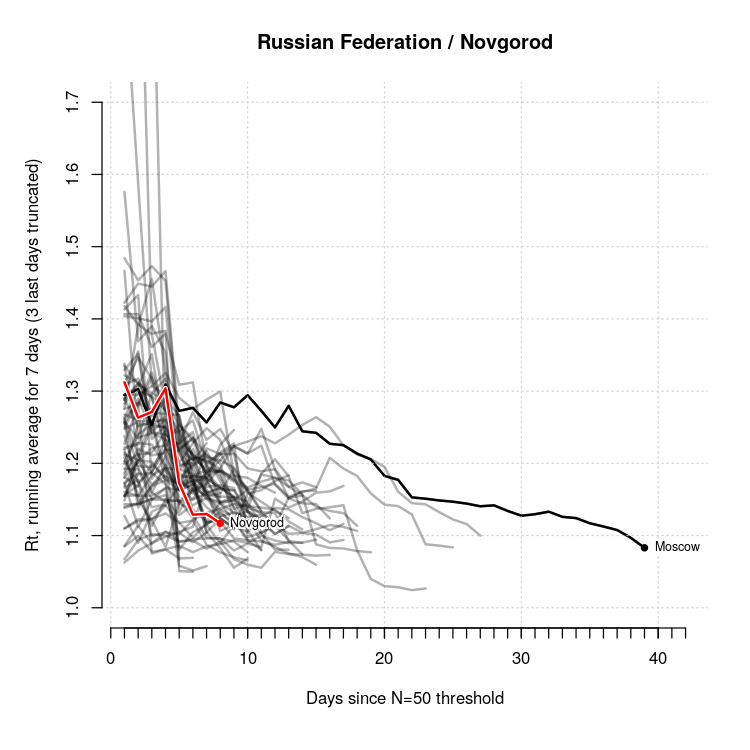 Russian Federation / Novgorod
Rt, running average for 7 days (3 last days truncated)
1.7
1.6
1.5
1.4
1.3
1.2
1.1
1.0
Novgorod
Moscow
0 10 20 30 40
Days since N=50 threshold